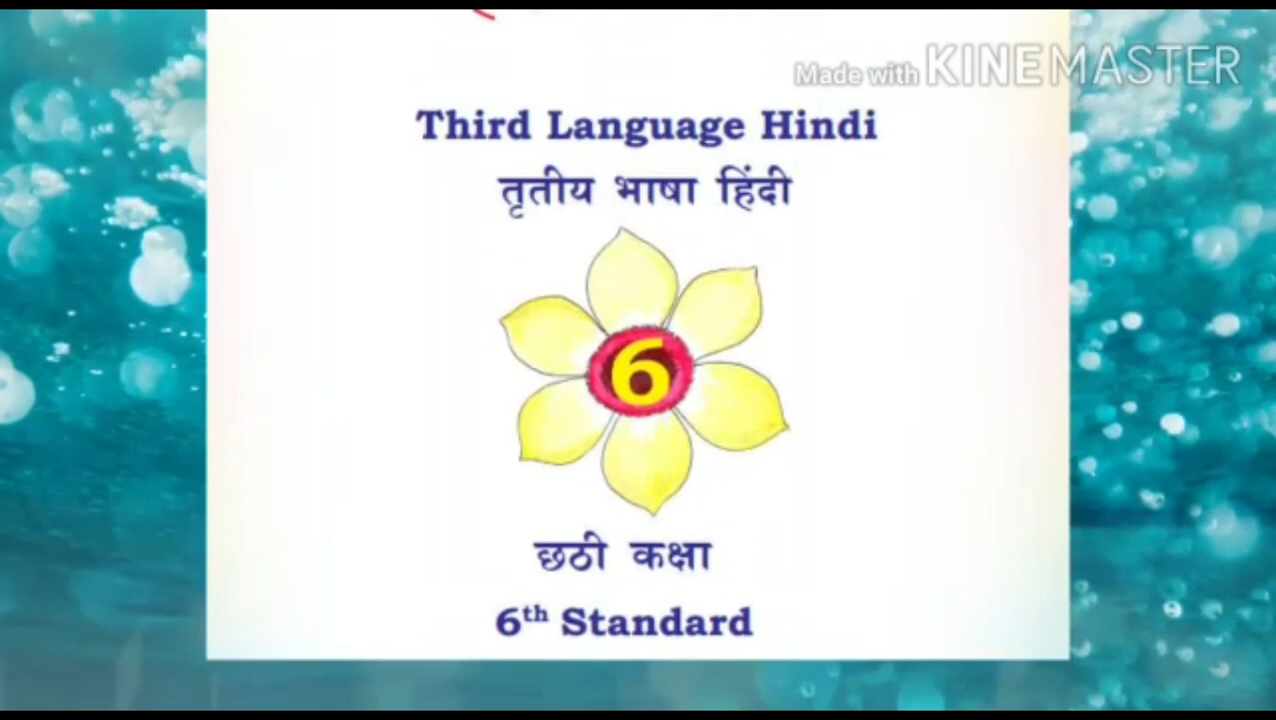 Made with KINEMASTER
Third Language Hindi
तृतीय भाषा हिंदी
6
छठी कक्षा
6th Standard